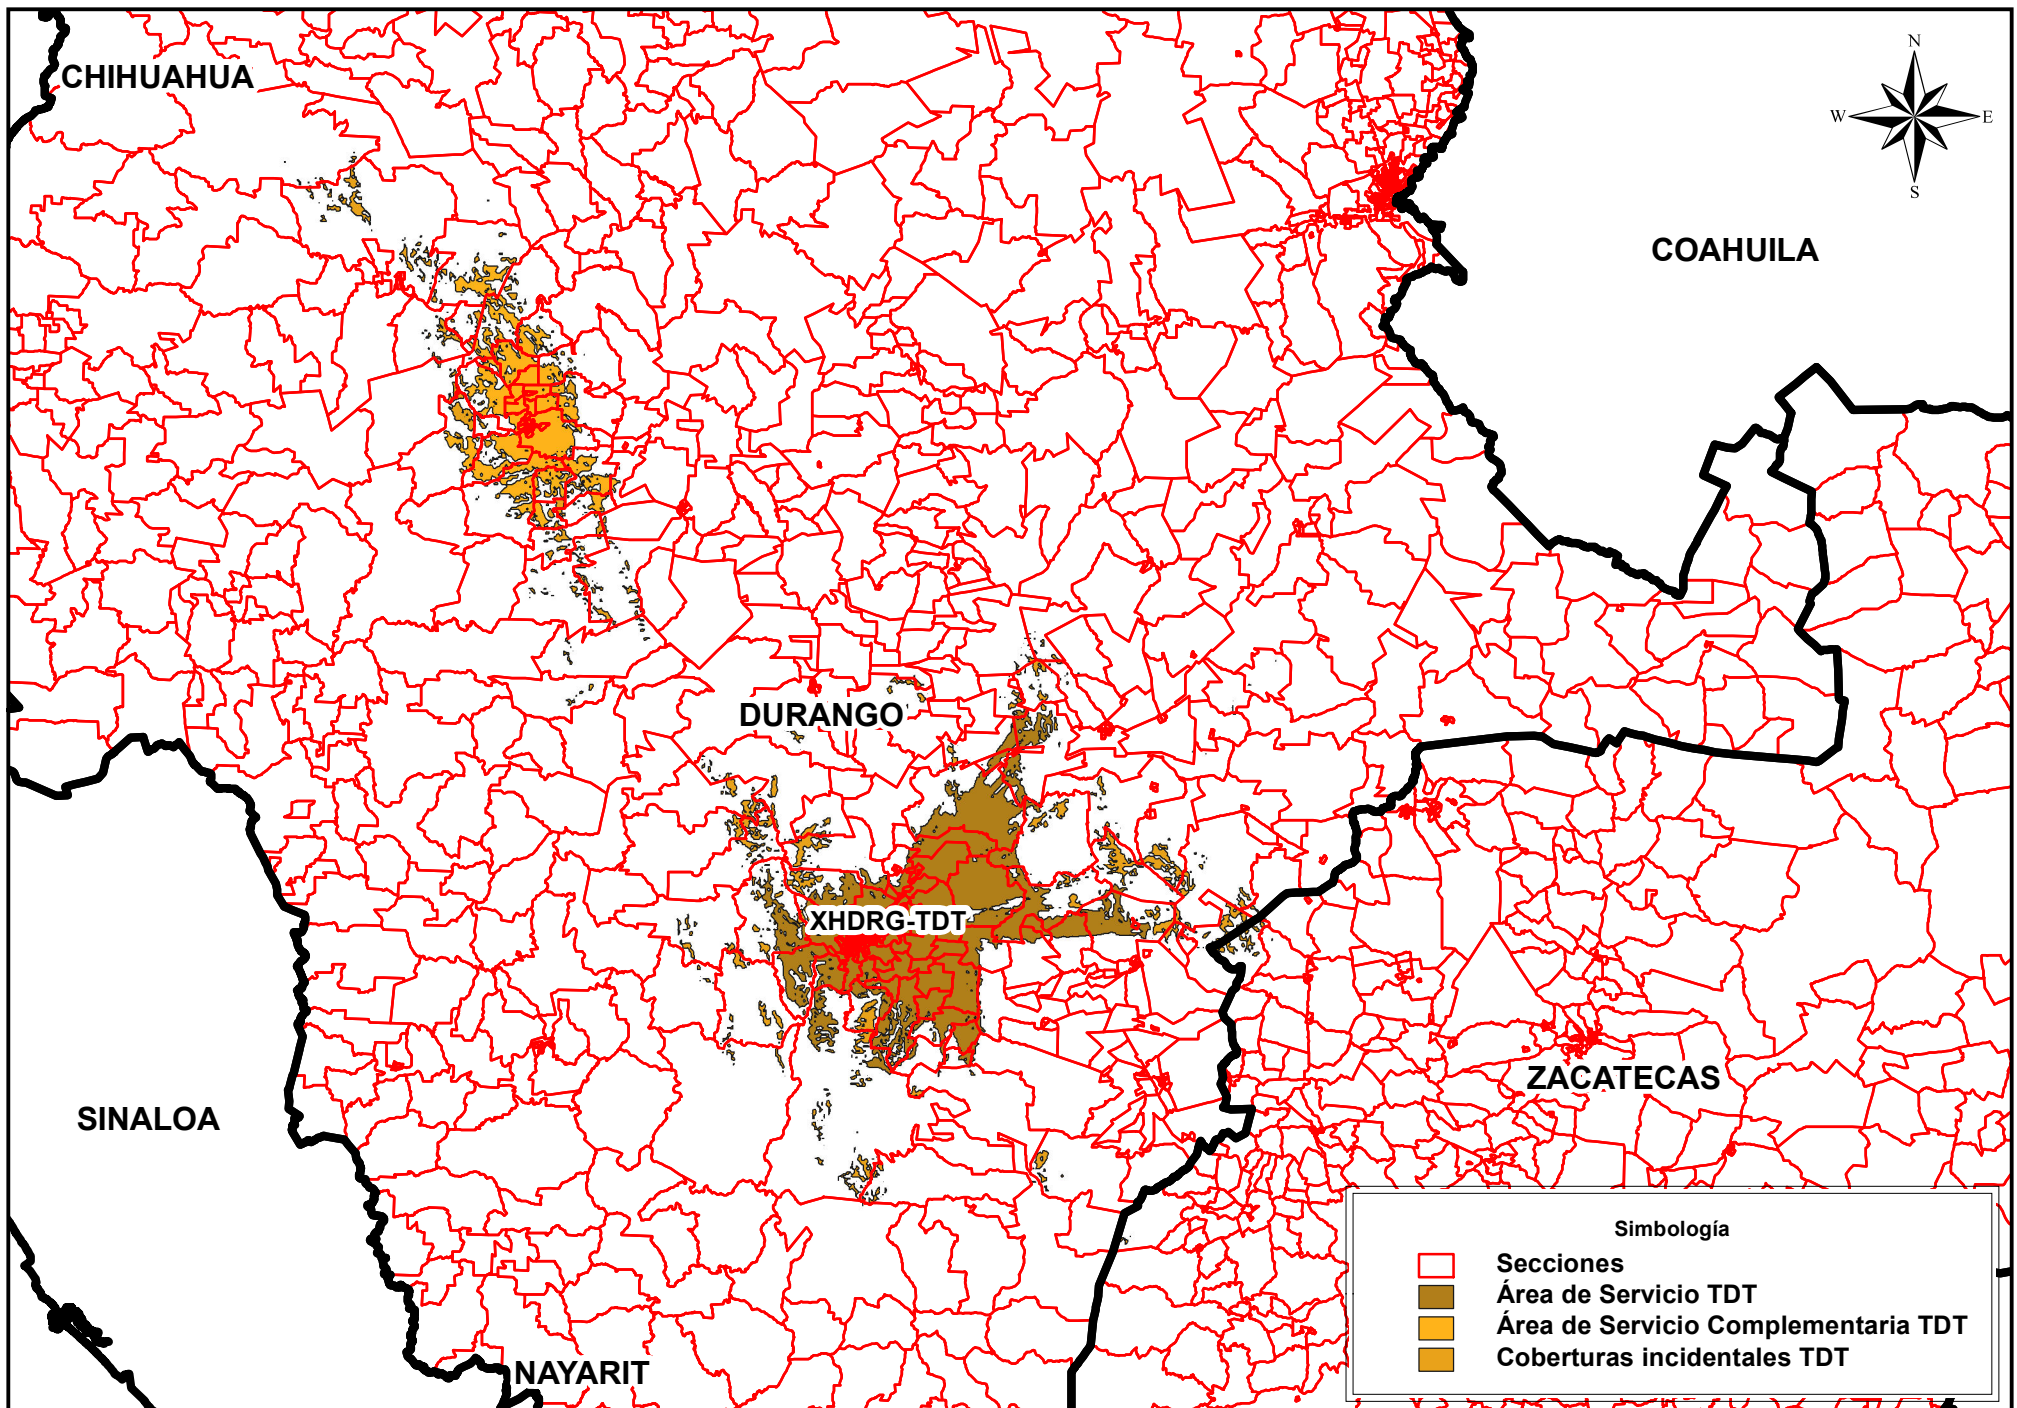 CHIHUAHUA
N
W
E
S
COAHUILA
DURANGO
XHDRG-TDT
ZACATECAS
SINALOA
NAYARIT
Simbología
Secciones
Área de Servicio TDT
Área de Servicio Complementaria TDT
Coberturas incidentales TDT